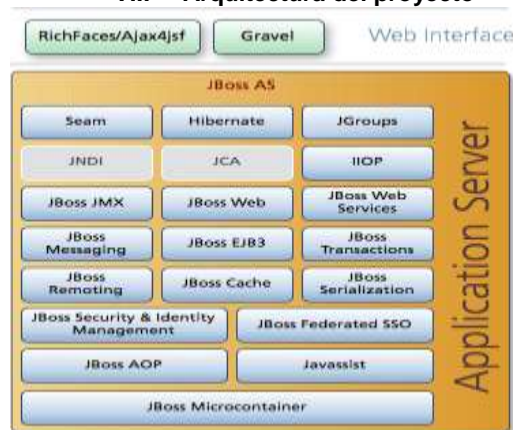 VIII Arquitectura del proyecto
RichFaces/Ajax4jsf Gravel Web Interface
JBoss AS
Seam Hibernate JGroups
JNDI JCA IIOP
JBoss JMX JBoss Web JBoss Web
Services
JBoss
Messaging JBoss EJB3 JBoss
Transactions
JBoss
Remoting JBoss Cache JBoss
Serialization
JBoss Security & Identity
Management JBoss Federated SSO
JBoss AOP Javassist
JBoss Microcontainer
Application Server